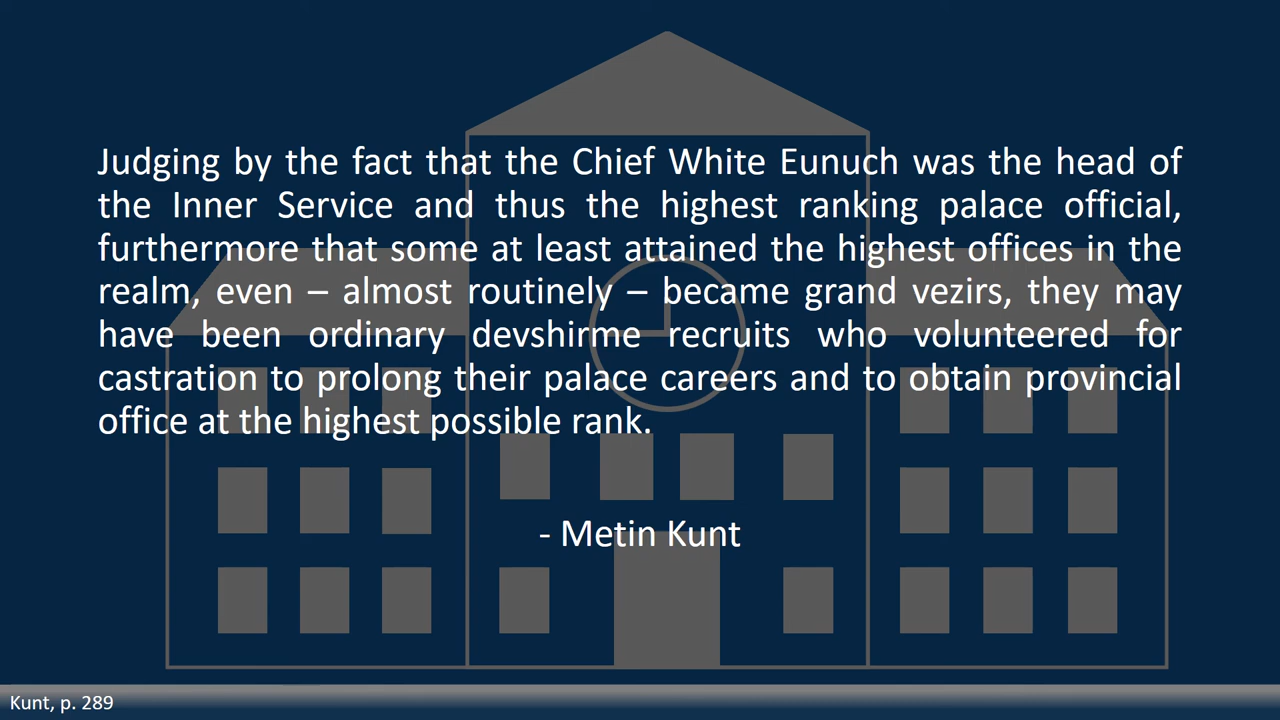 Judging by the fact that the Chief White Eunuch was the head of
the Inner Service and thus the highest ranking palace official,
furthermore that some at least attained the highest offices in the
realm, even – almost routinely – became grand vezirs, they may
have been ordinary devshirme recruits who volunteered for
castration to prolong their palace careers and to obtain provincial
office at the highest possible rank.
- Metin Kunt
Kunt, p. 289